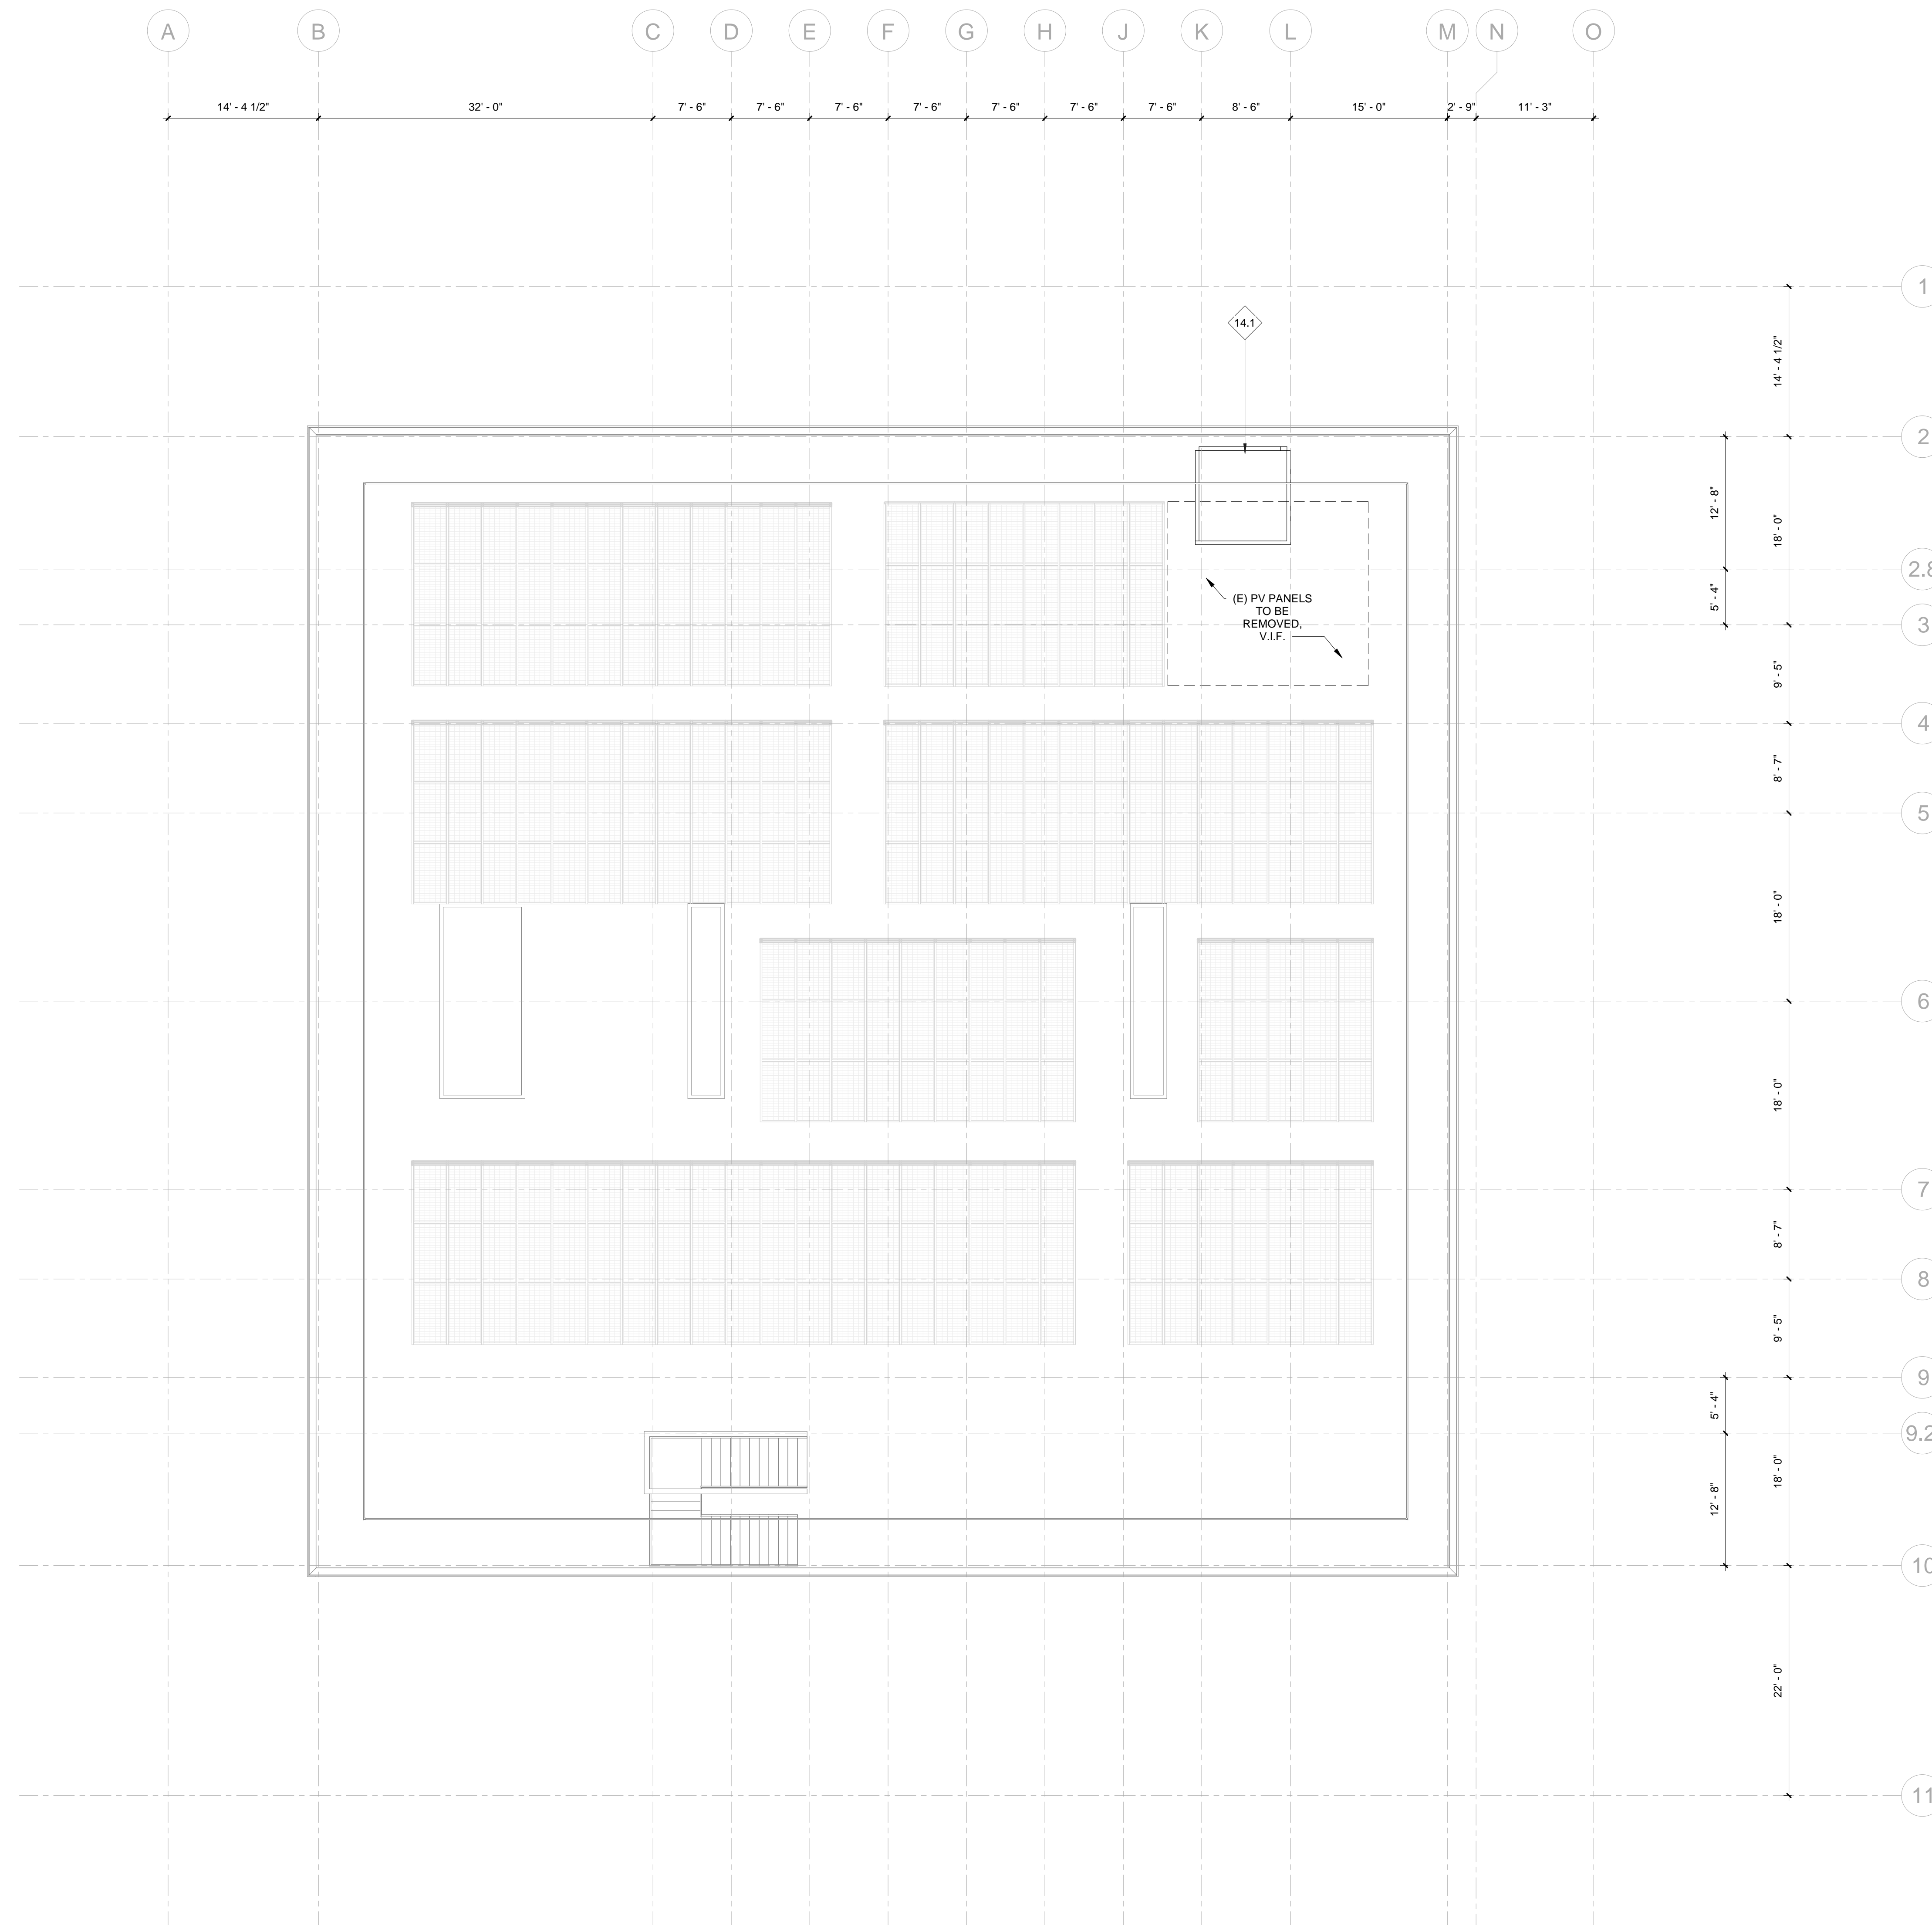 A B C D E F G H J K L M N O
14' - 4 1/2" 32' - 0" 7' - 6" 7' - 6" 7' - 6" 7' - 6" 7' - 6" 7' - 6" 7' - 6" 8' - 6" 15' - 0" 2' - 9" 11' - 3"
1
14.1
14' - 4 1/2"
2
12' - 8"
18' - 0"
2.8
5' - 4"
(E) PV PANELS
TO BE
REMOVED,
V.I.F.
3
9' - 5"
4
8' - 7"
5
18' - 0"
6
18' - 0"
7
8' - 7"
8
9' - 5"
9
5' - 4"
9.2
18' - 0"
12' - 8"
10
22' - 0"
11